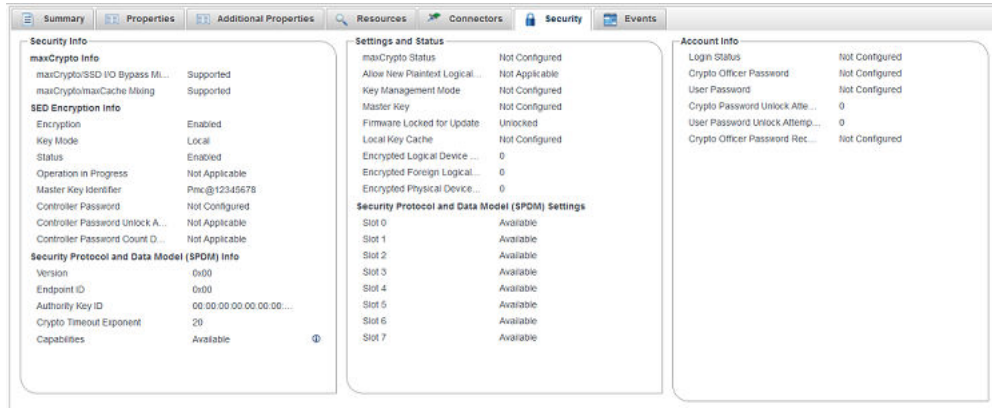 Summary
Properties
Additional Properties
Resources
Connectors
Security
Events
Security Info
maxCrypto Info
maxCrypto/SSD I/O Bypass Mi... Supported
maxCrypto/maxCache Mixing Supported
SED Encryption Info
Encryption Enabled
Key Mode Local
Status Enabled
Operation in Progress Not Applicable
Master Key Identifier Pmc@12345678
Controller Password Not Configured
Controller Password Unlock A... Not Applicable
Controller Password Count D... Not Applicable
Security Protocol and Data Model (SPDM) Info
Version 0x00
Endpoint ID 0x00
Authority Key ID 00:00:00:00:00:00:00:...
Crypto Timeout Exponent 20
Capabilities Available
Settings and Status
maxCrypto Status Not Configured
Allow New Plaintext Logical... Not Applicable
Key Management Mode Not Configured
Master Key Not Configured
Firmware Locked for Update Unlocked
Local Key Cache Not Configured
Encrypted Logical Device ... 0
Encrypted Foreign Logical... 0
Encrypted Physical Device... 0
Security Protocol and Data Model (SPDM) Settings
Slot 0 Available
Slot 1 Available
Slot 2 Available
Slot 3 Available
Slot 4 Available
Slot 5 Available
Slot 6 Available
Slot 7 Available
Account Info
Login Status Not Configured
Crypto Officer Password Not Configured
User Password Not Configured
Crypto Password Unlock Atte... 0
User Password Unlock Attemp... 0
Crypto Officer Password Rec... Not Configured